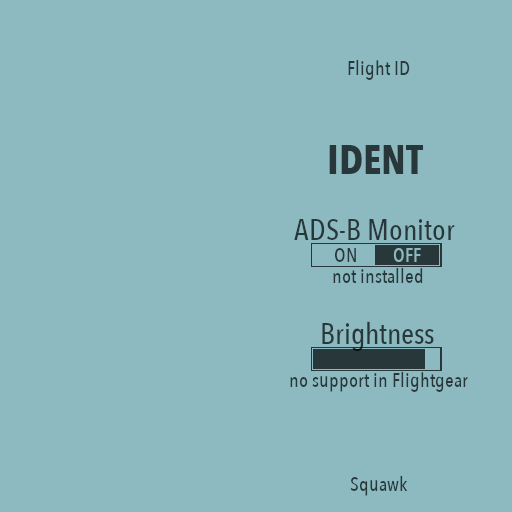 Flight ID
IDENT
ADS-B Monitor
ON OFF
not installed
Brightness
no support in Flightgear
Squawk